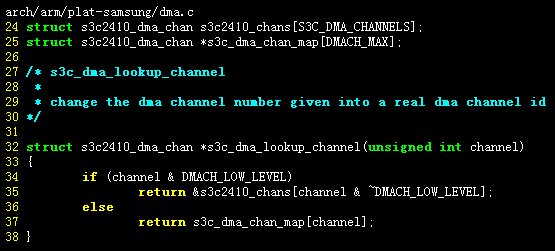 arch/arm/plat-samsung/dma.c
24 struct s3c2410_dma_chan s3c2410_chans[S3C_DMA_CHANNELS];
25 struct s3c2410_dma_chan *s3c_dma_chan_map[DMACH_MAX];
26
27 /* s3c_dma_lookup_channel
28  *
29  * change the dma channel number given into a real dma channel id
30 */
31
32 struct s3c2410_dma_chan *s3c_dma_lookup_channel(unsigned int channel)
33 {
34         if (channel & DMACH_LOW_LEVEL)
35                 return &s3c2410_chans[channel & ~DMACH_LOW_LEVEL];
36         else
37                 return s3c_dma_chan_map[channel];
38 }